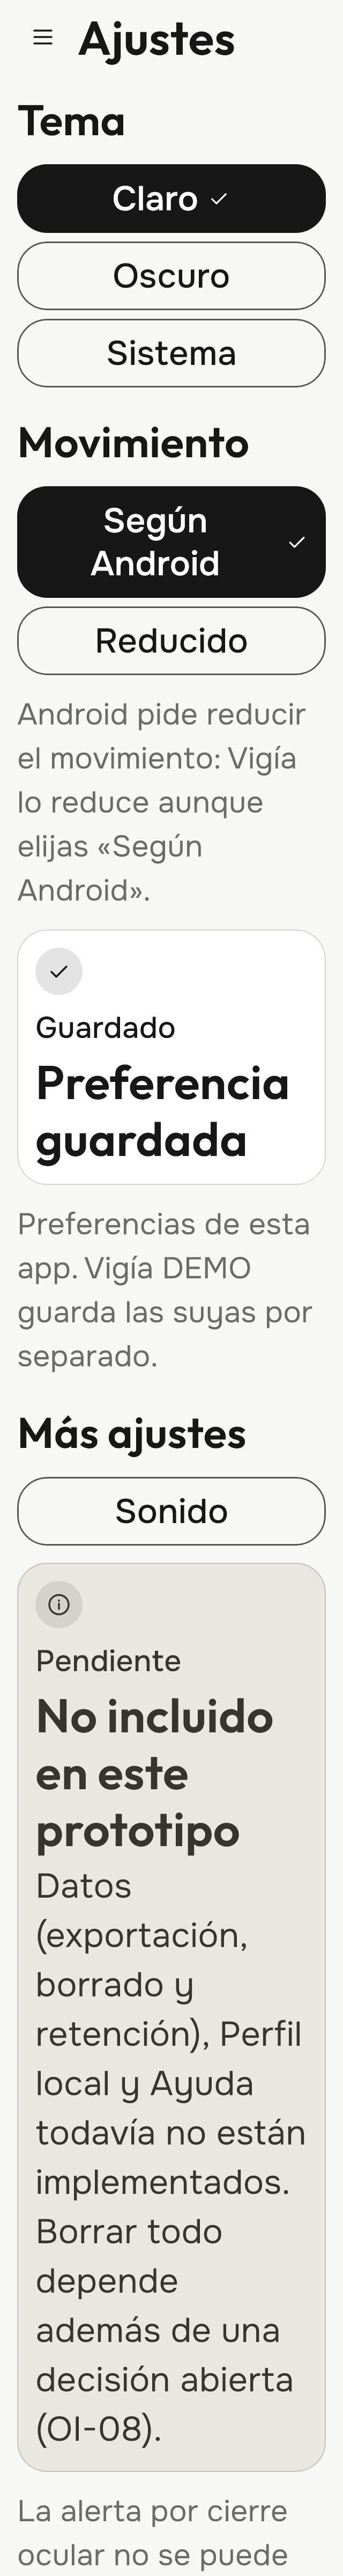 Ajustes
Tema
Claro
Oscuro
Sistema
Movimiento
Según
Android
Reducido
Android pide reducir
el movimiento: Vigía
lo reduce aunque
elijas «Según
Android».
Guardado
Preferencia
guardada
Preferencias de esta
app. Vigía DEMO
guarda las suyas por
separado.
Más ajustes
Sonido
Pendiente
No incluido
en este
prototipo
Datos
(exportación,
borrado y
retención), Perfil
local y Ayuda
todavía no están
implementados.
Borrar todo
depende
además de una
decisión abierta
(OI-08).
La alerta por cierre
ocular no se puede